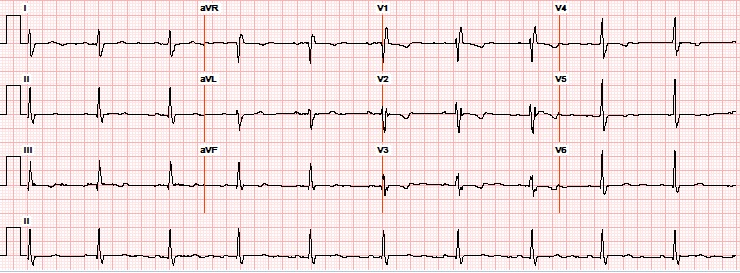 I aVR V1 V4
II aVL V2 V5
III aVF V3 V6
II